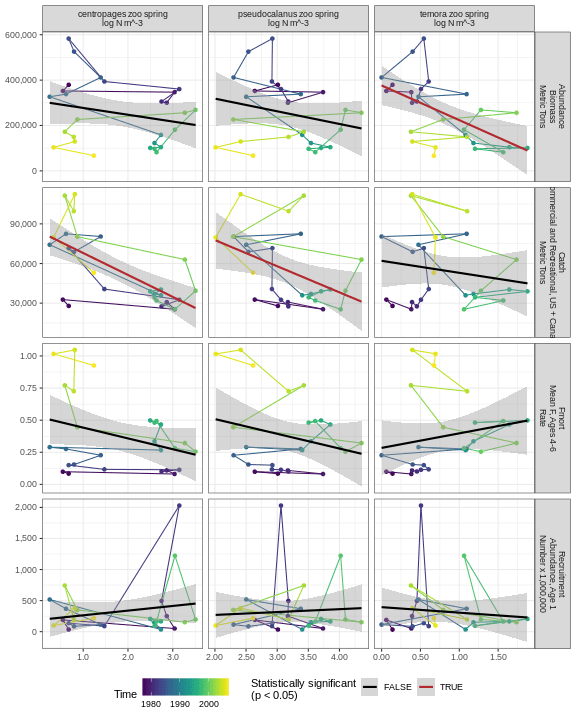 centropages zoo spring
log N m^-3
pseudocalanus zoo spring
log N m^-3
temora zoo spring
log N m^-3
600,000
400,000
200,000
0
Abundance
Biomass
Metric Tons
90,000
60,000
30,000
Catch
mmercial and Recreational, US + Cana
Metric Tons
1.00
0.75
0.50
0.25
0.00
Fmort
Mean F, Ages 4-6
Rate
2,000
1,500
1,000
500
0
Recruitment
Abundance, Age 1
Number x 1,000,000
1.0 2.0 3.0
2.00 2.50 3.00 3.50 4.00
0.00 0.50 1.00 1.50
Time
1980 1990 2000
Statistically significant
(p < 0.05)
FALSE
TRUE